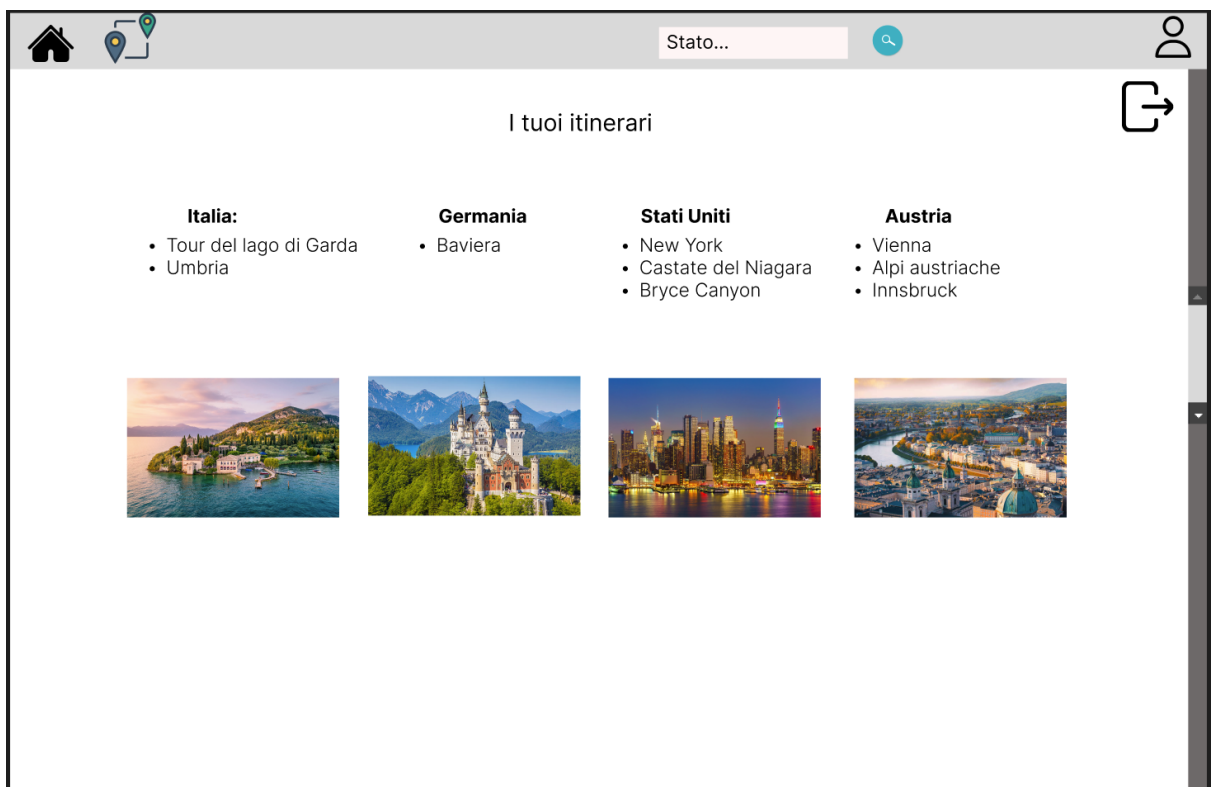 Stato...
I tuoi itinerari
Italia:
• Tour del lago di Garda
• Umbria
Germania
• Baviera
Stati Uniti
• New York
• Castate del Niagara
• Bryce Canyon
Austria
• Vienna
• Alpi austriache
• Innsbruck